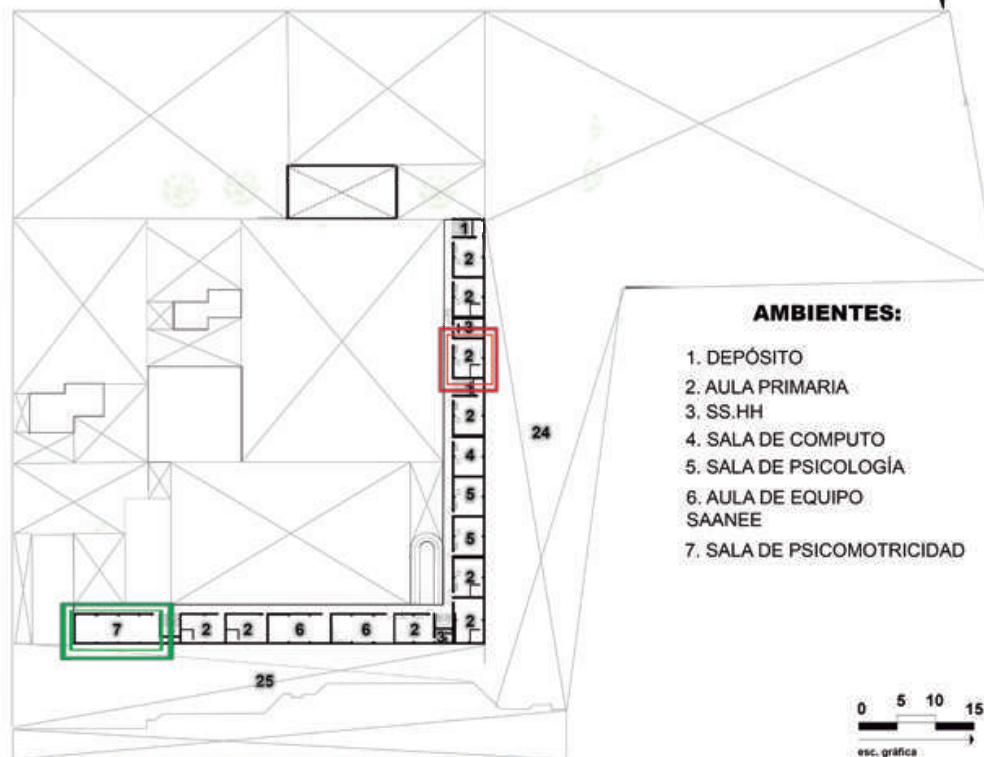 1
2
2
3
2
2
24
4
5
5
2
7
2
2
6
6
2
3
2
25
AMBIENTES:
1. DEPÓSITO
2. AULA PRIMARIA
3. SS.HH
4. SALA DE COMPUTO
5. SALA DE PSICOLOGÍA
6. AULA DE EQUIPO
SAANEE
7. SALA DE PSICOMOTRICIDAD
0 5 10 15
esc. gráfica